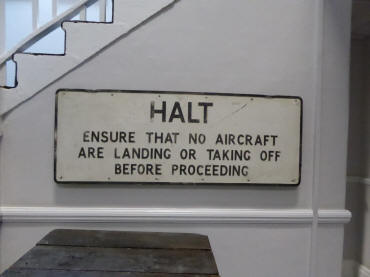 HALT
ENSURE THAT NO AIRCRAFT
ARE LANDING OR TAKING OFF
BEFORE PROCEEDING